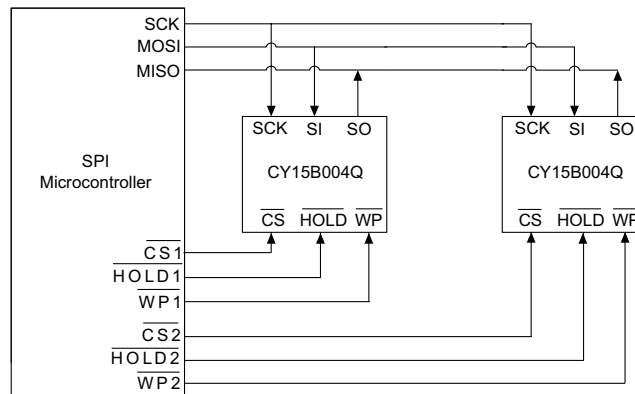 SCK
MOSI
MISO
SCK SI SO
SCK SI SO
SPI
Microcontroller
CY15B004Q
CY15B004Q
CS HOLD WP
CS HOLD WP
CS1
HOLD1
WP1
CS2
HOLD2
WP2